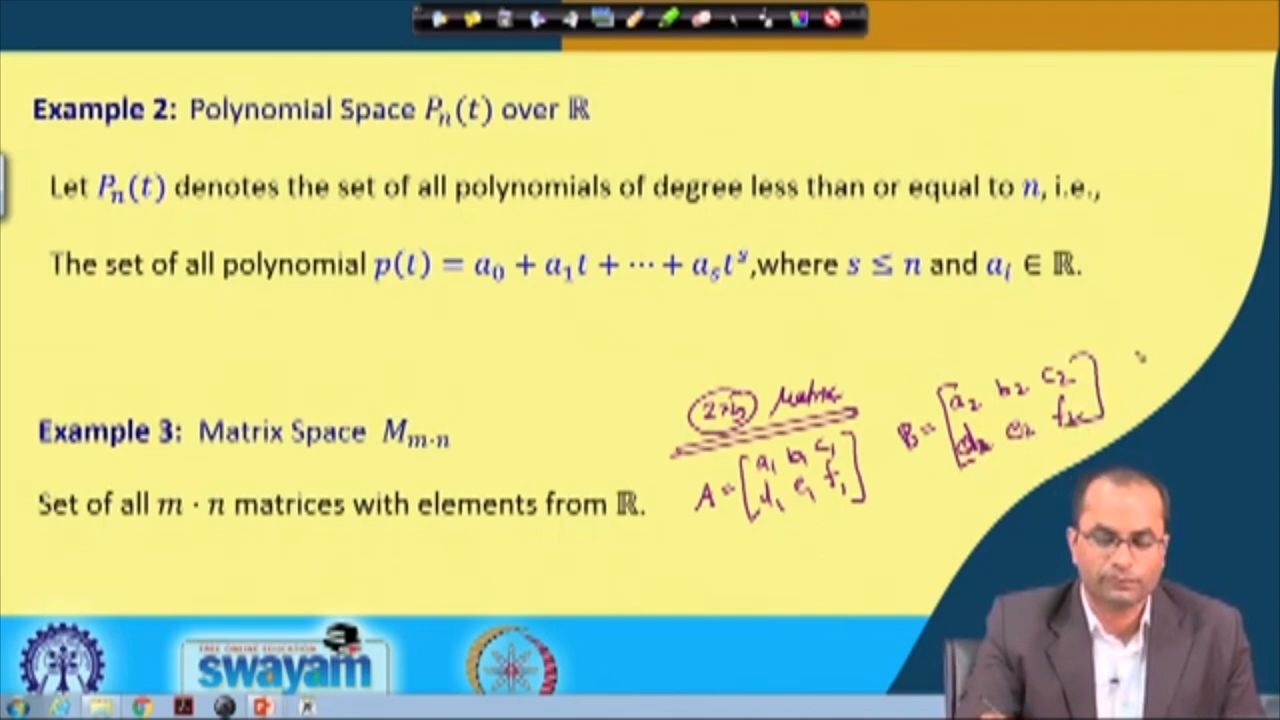 Example 2: Polynomial Space Pₙ(t) over ℝ
Let Pₙ(t) denotes the set of all polynomials of degree less than or equal to n, i.e.,
The set of all polynomial p(t) = a₀ + a₁t + ⋯ + aₛtˢ,where s ≤ n and aᵢ ∈ ℝ.
2×3 Matrix
A = [a₁ b₁ c₁
d₁ e₁ f₁]
B = [a₂ b₂ c₂
d₂ e₂ f₂]
Example 3: Matrix Space Mₘ.ₙ
Set of all m · n matrices with elements from ℝ.
FREE ONLINE EDUCATION
swayam